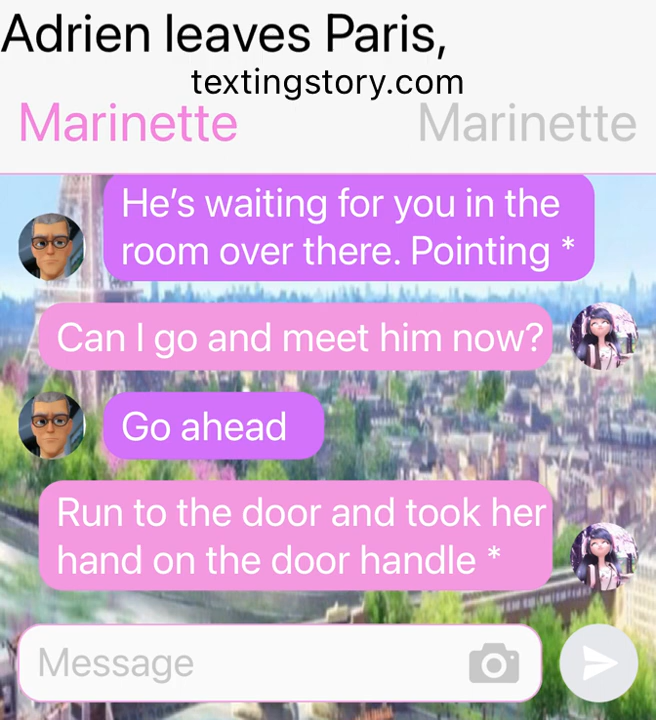 Adrien leaves Paris,
textingstory.com
Marinette Marinette
He’s waiting for you in the
room over there. Pointing *
Can I go and meet him now?
Go ahead
Run to the door and took her
hand on the door handle *
Message